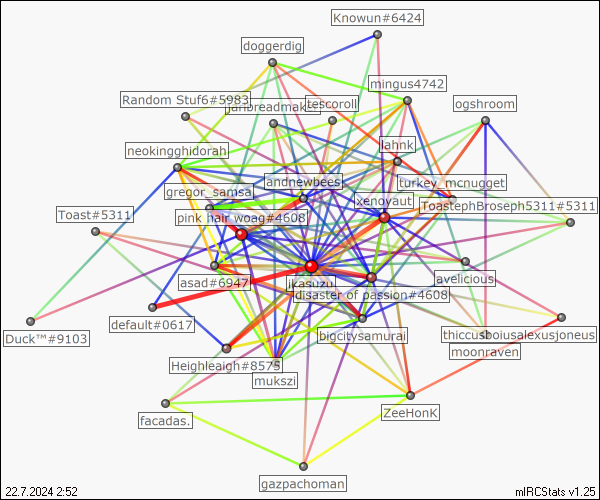 Knowun#6424
doggerdig
mingus4742
Random Stuf6#5983
janbreadmaker
tescoroll
ogshroom
neokingghidorah
lahnk
andnewbees
turkey_mcnugget
gregor_samsa
xenoyaut
ToastephBroseph5311#5311
Toast#5311
pink hair woag#4608
asad#6947
jkasuzu
avelicious
disaster of passion#4608
default#0617
Duck™#9103
bigcitysamurai
thiccusboiusalexusjoneus
moonraven
Heighleaigh#8575
mukszi
ZeeHonK
facadas.
gazpachoman
22.7.2024 2:52
mIRCStats v1.25